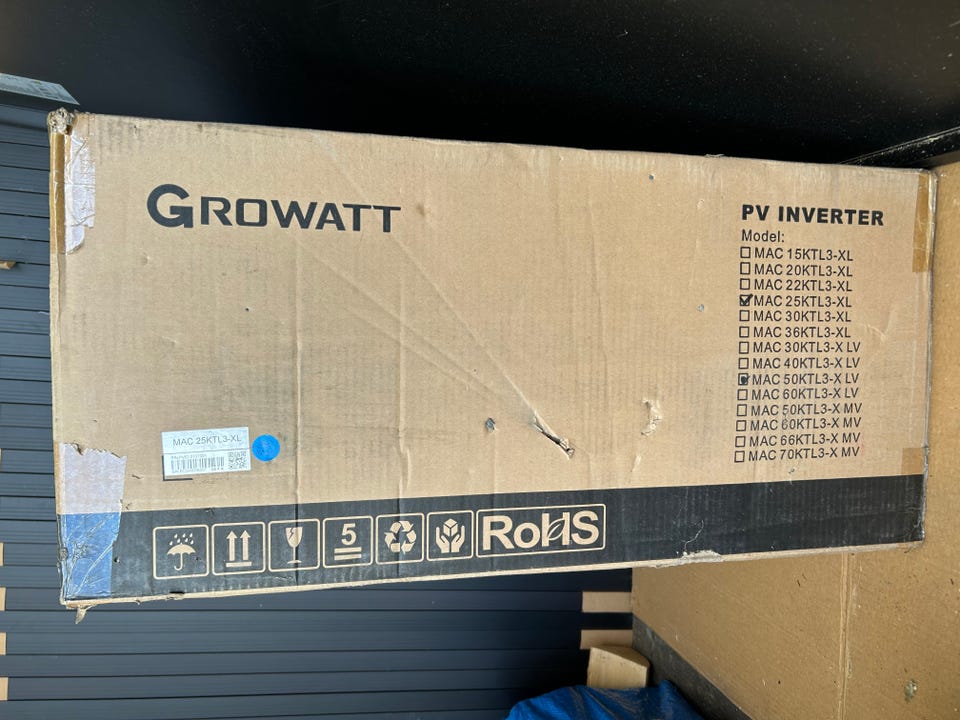 GROWATT
PV INVERTER
Model:
MAC 15KTL3-XL
MAC 20KTL3-XL
MAC 22KTL3-XL
MAC 25KTL3-XL
MAC 30KTL3-XL
MAC 36KTL3-XL
MAC 30KTL3-X LV
MAC 40KTL3-X LV
MAC 50KTL3-X LV
MAC 60KTL3-X LV
MAC 50KTL3-X MV
MAC 60KTL3-X MV
MAC 66KTL3-X MV
MAC 70KTL3-X MV
MAC 25KTL3-XL
5
RoHS